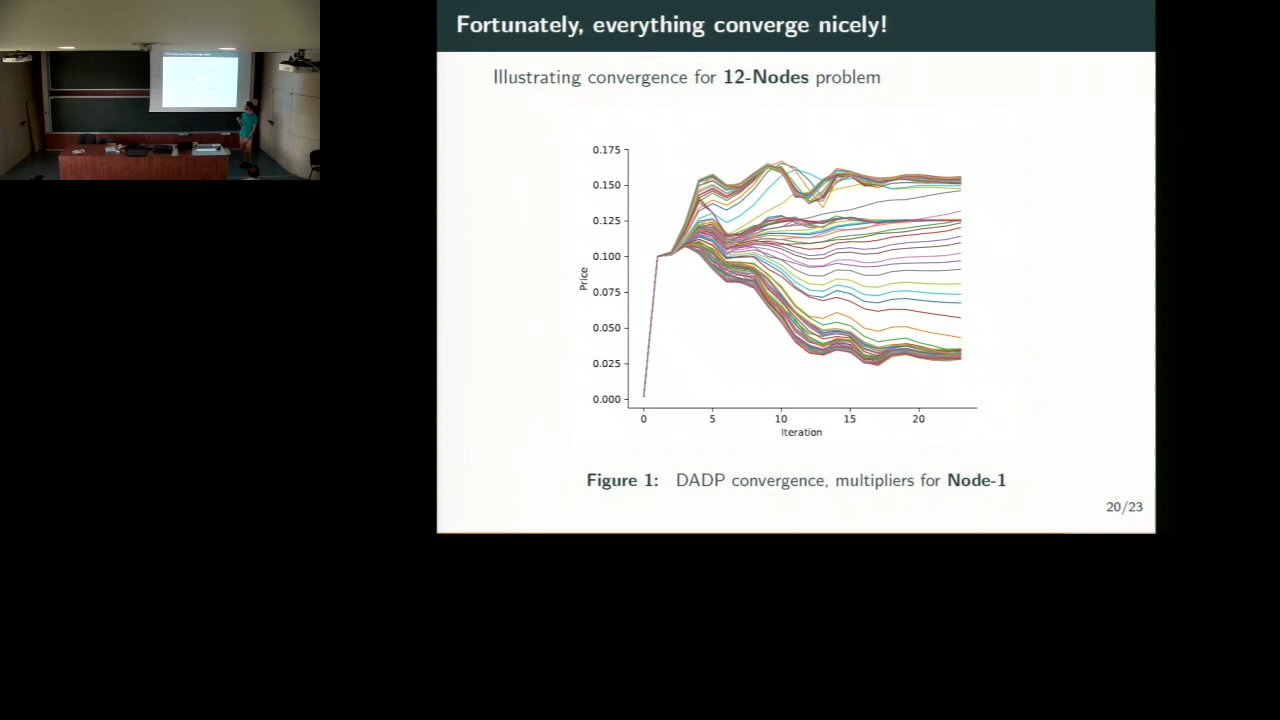 Fortunately, everything converge nicely!
Illustrating convergence for 12-Nodes problem
0.175
0.150
0.125
0.100
0.075
0.050
0.025
0.000
Price
0 5 10 15 20
Iteration
Figure 1: DADP convergence, multipliers for Node-1
20/23